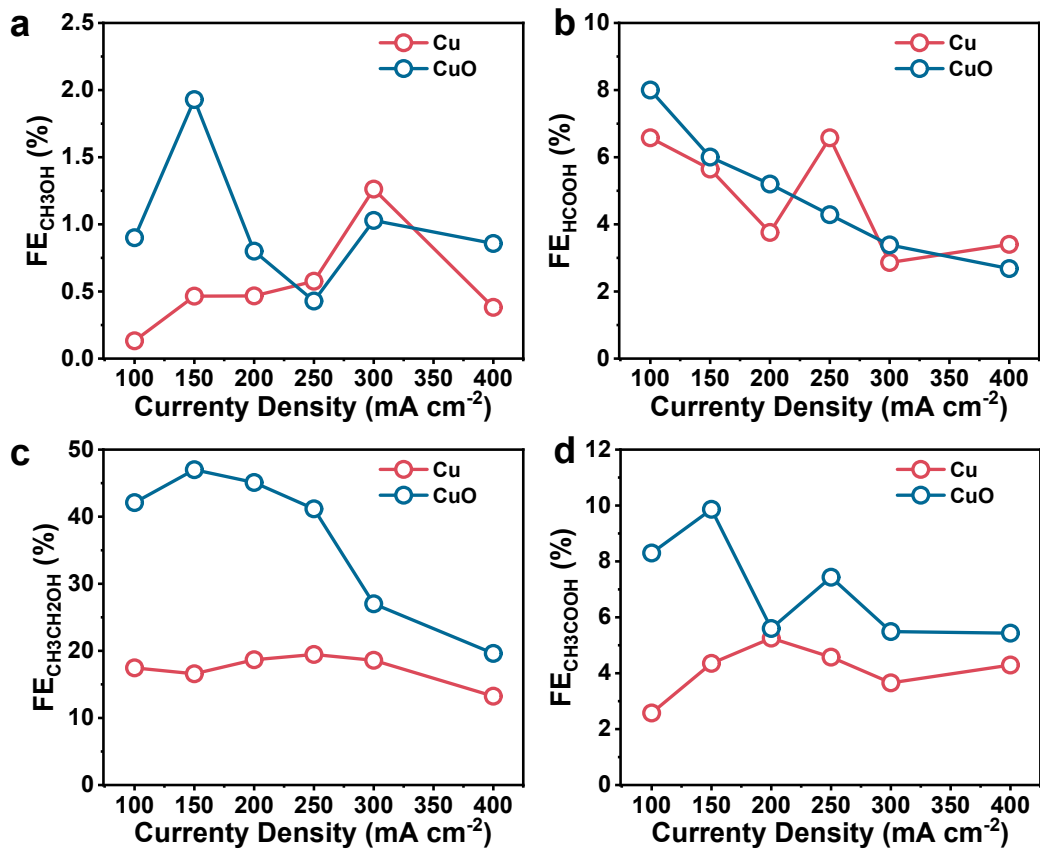 a
2.5
2.0
1.5
1.0
0.5
0.0
FE_CH3OH (%)
Cu
CuO
100 150 200 250 300 350 400
Currenty Density (mA cm-2)
b
10
8
6
4
2
0
FE_HCOOH (%)
Cu
CuO
100 150 200 250 300 350 400
Currenty Density (mA cm-2)
c
50
40
30
20
10
0
FE_CH3CH2OH (%)
Cu
CuO
100 150 200 250 300 350 400
Currenty Density (mA cm-2)
d
12
10
8
6
4
2
0
FE_CH3COOH (%)
Cu
CuO
100 150 200 250 300 350 400
Currenty Density (mA cm-2)